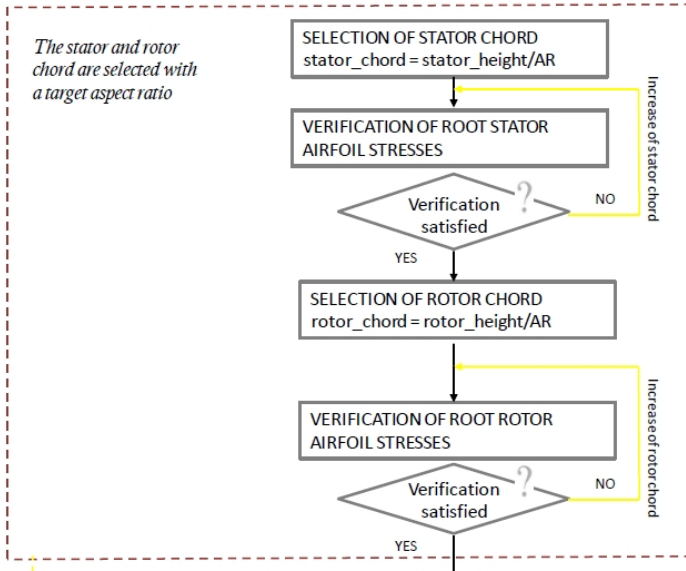 The stator and rotor
chord are selected with
a target aspect ratio
SELECTION OF STATOR CHORD
stator_chord = stator_height/AR
VERIFICATION OF ROOT STATOR
AIRFOIL STRESSES
Increase of stator chord
?
Verification
satisfied
NO
YES
SELECTION OF ROTOR CHORD
rotor_chord = rotor_height/AR
VERIFICATION OF ROOT ROTOR
AIRFOIL STRESSES
Increase of rotor chord
?
Verification
satisfied
NO
YES